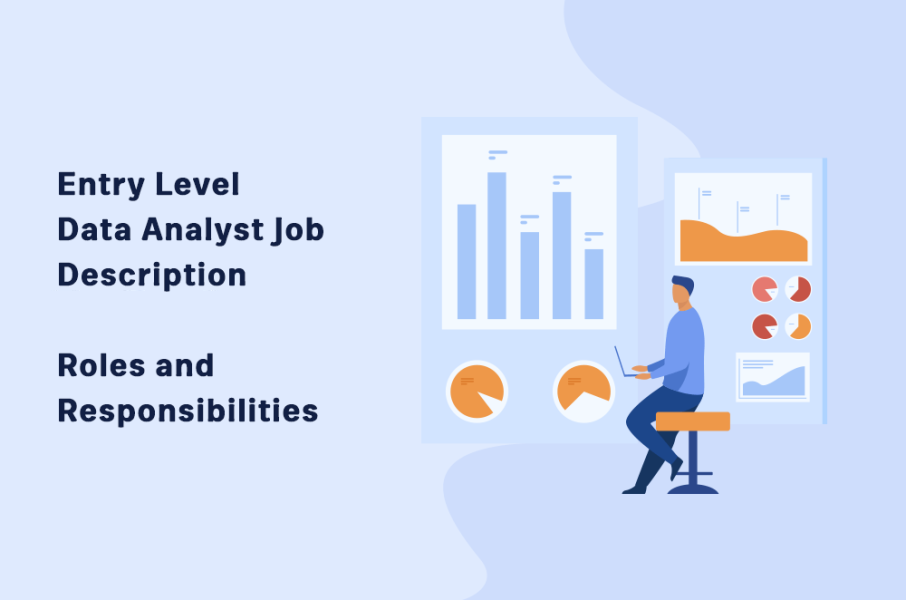 Entry Level
Data Analyst Job
Description
Roles and
Responsibilities